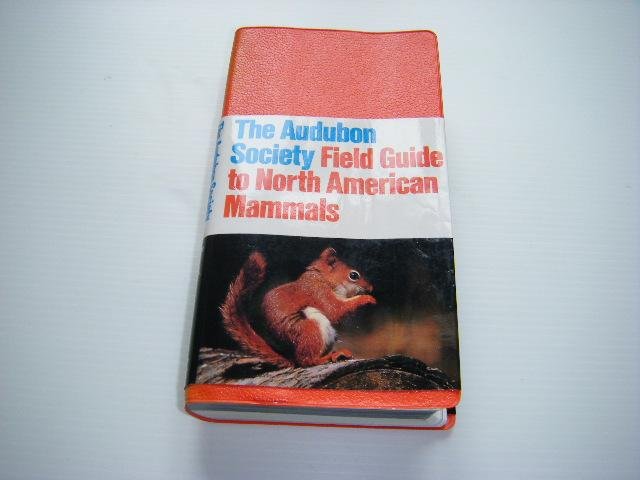 The Audubon
Society Field Guide
to North American
Mammals